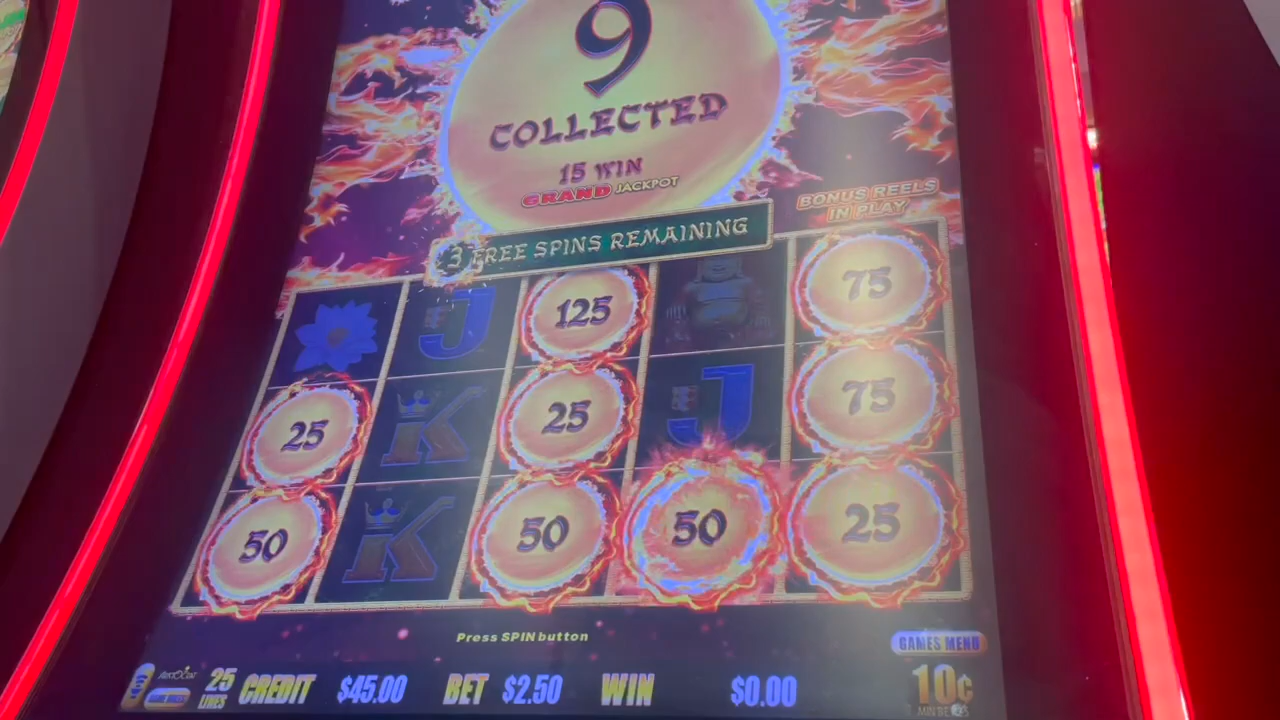 9
COLLECTED
15 WIN
GRAND JACKPOT
BONUS REELS
IN PLAY
3 FREE SPINS REMAINING
J 125 75
25 K 25 J 75
50 K 50 50 25
Press SPIN button
GAMES MENU
25 LINES CREDIT $45.00 BET $2.50 WIN $0.00 10¢